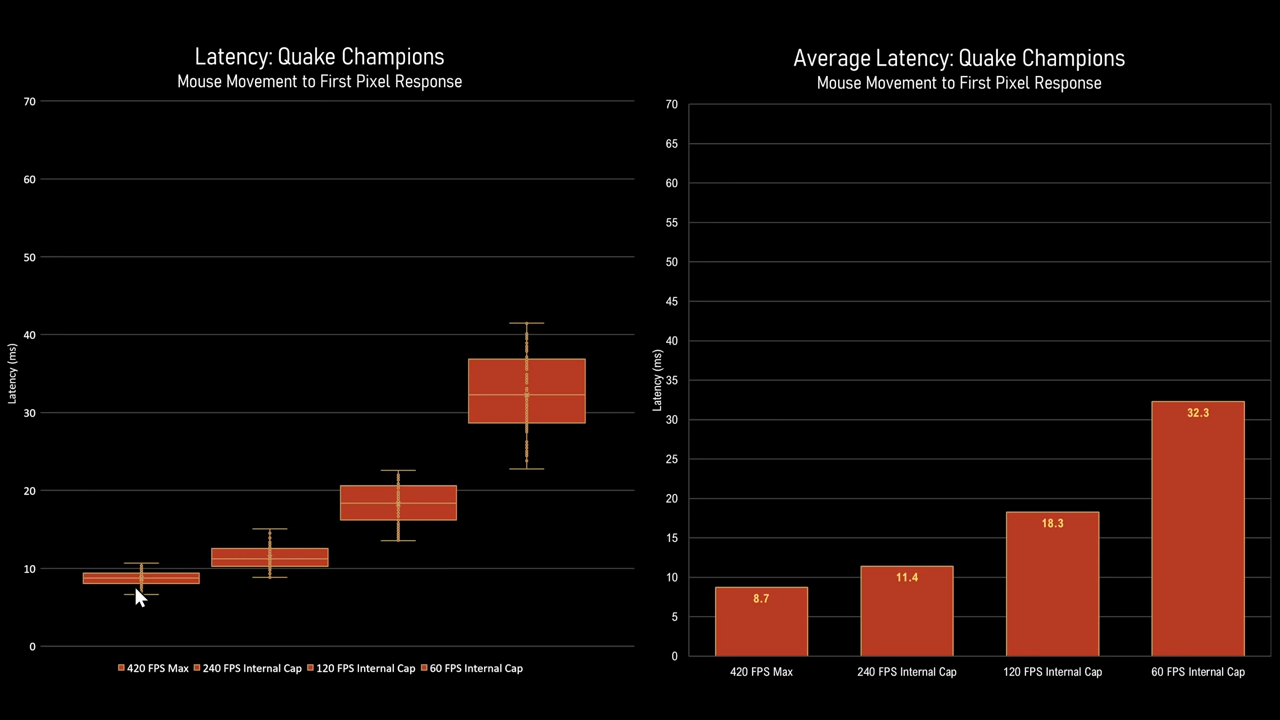 Latency: Quake Champions
Mouse Movement to First Pixel Response
70
60
50
40
30
20
10
0
Latency (ms)
420 FPS Max 240 FPS Internal Cap 120 FPS Internal Cap 60 FPS Internal Cap
Average Latency: Quake Champions
Mouse Movement to First Pixel Response
70
65
60
55
50
45
40
35
30
25
20
15
10
5
0
Latency (ms)
8.7
11.4
18.3
32.3
420 FPS Max
240 FPS Internal Cap
120 FPS Internal Cap
60 FPS Internal Cap